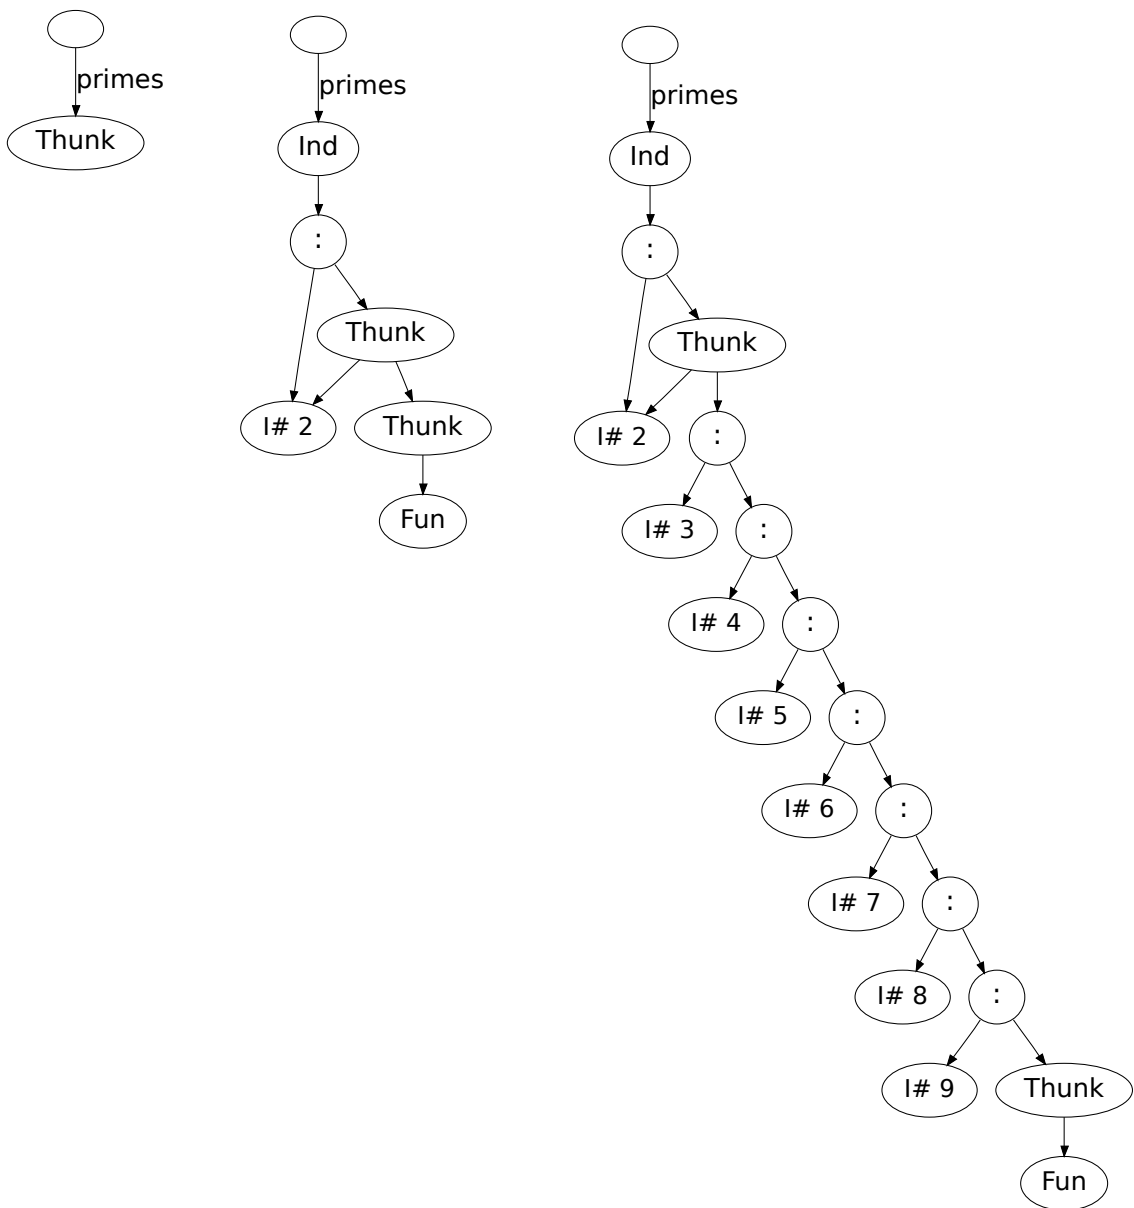 primes
Thunk
primes
Ind
:
Thunk
I# 2
Thunk
Fun
primes
Ind
:
Thunk
I# 2
:
I# 3
:
I# 4
:
I# 5
:
I# 6
:
I# 7
:
I# 8
:
I# 9
Thunk
Fun